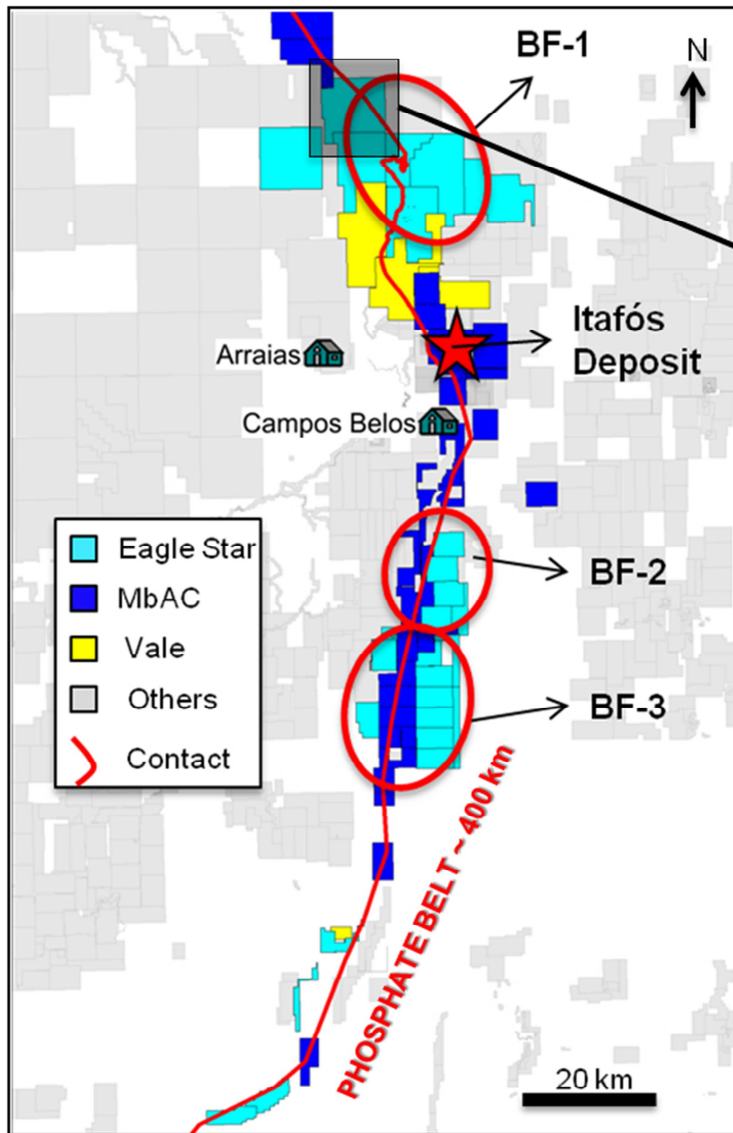 BF-1
N
Itafós
Deposit
Arraias
Campos Belos
Eagle Star
MbAC
Vale
Others
Contact
BF-2
BF-3
PHOSPHATE BELT ~ 400 km
20 km